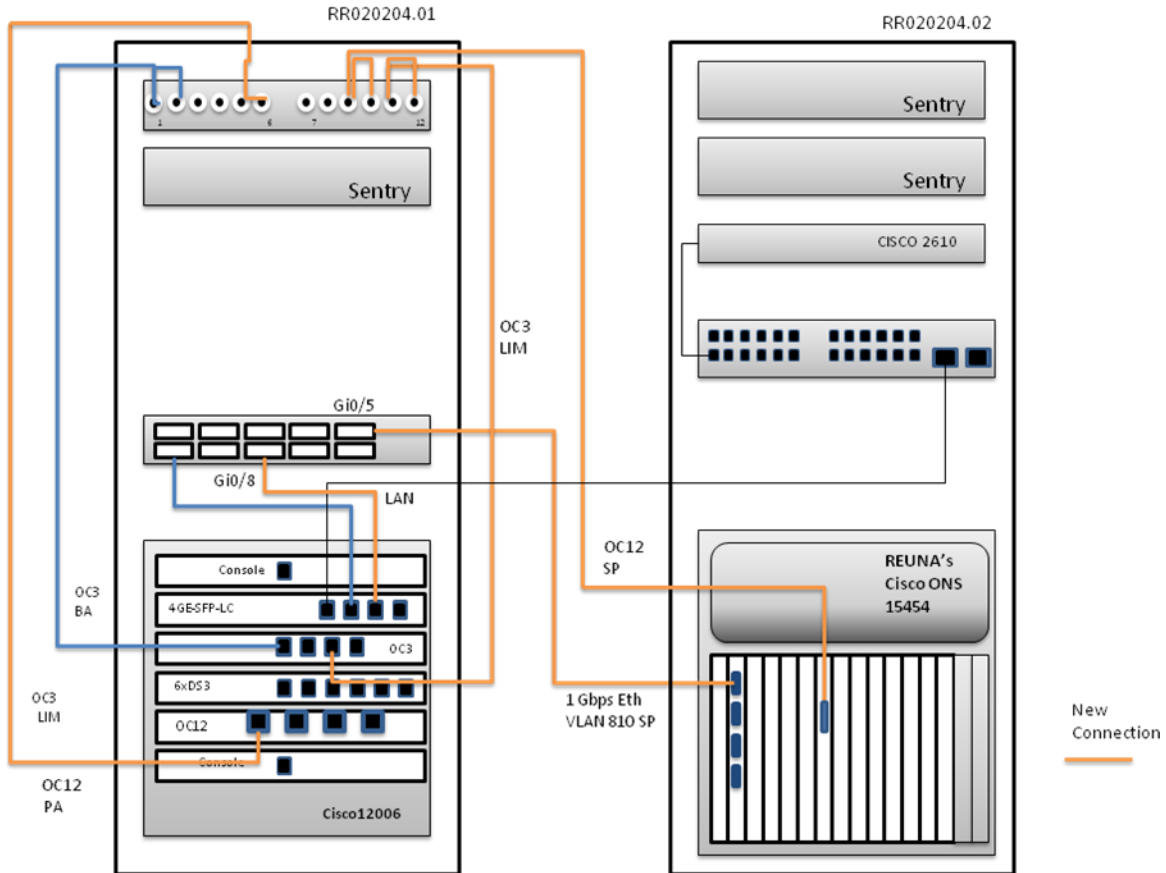 RR020204.01
RR020204.02
1
6
7
12
Sentry
Sentry
Sentry
CISCO 2610
OC3
LIM
Gi0/5
Gi0/8
LAN
OC12
SP
REUNA's
Cisco ONS
15454
Console
4GE-SFP-LC
OC3
6xDS3
OC12
Console
Cisco12006
OC3
BA
OC3
LIM
OC12
PA
1 Gbps Eth
VLAN 810 SP
New
Connection